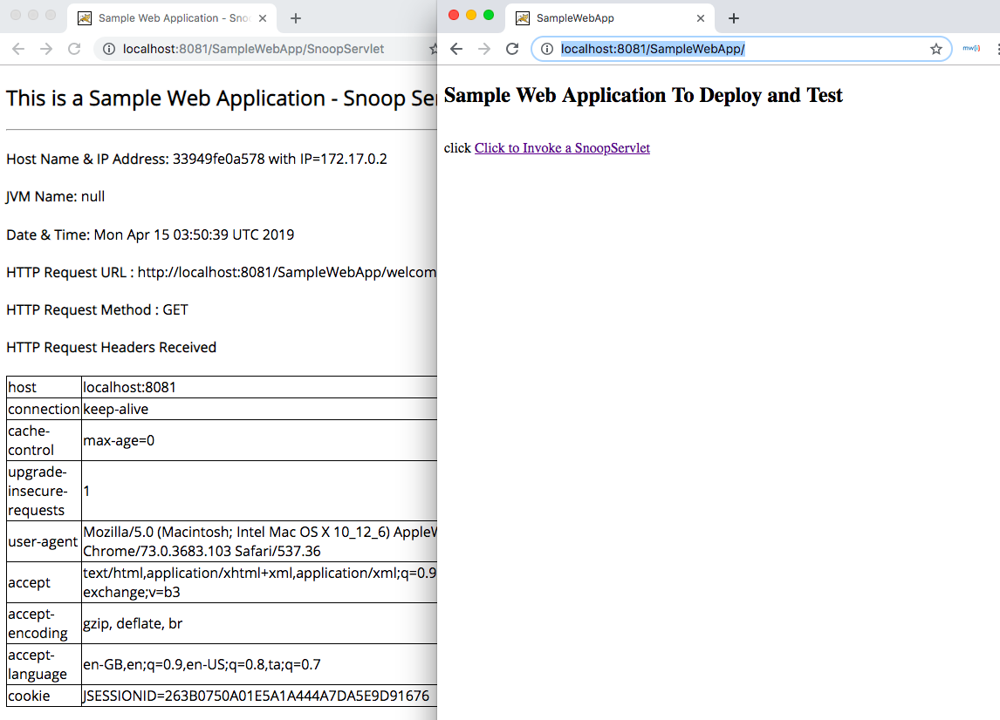 Sample Web Application - Snoo
localhost:8081/SampleWebApp/SnoopServlet
This is a Sample Web Application - Snoop Se
Host Name & IP Address: 33949fe0a578 with IP=172.17.0.2
JVM Name: null
Date & Time: Mon Apr 15 03:50:39 UTC 2019
HTTP Request URL : http://localhost:8081/SampleWebApp/welcom
HTTP Request Method : GET
HTTP Request Headers Received
host localhost:8081
connection keep-alive
cache-
control max-age=0
upgrade-
insecure-
requests 1
user-agent Mozilla/5.0 (Macintosh; Intel Mac OS X 10_12_6) AppleW
Chrome/73.0.3683.103 Safari/537.36
accept text/html,application/xhtml+xml,application/xml;q=0.9
exchange;v=b3
accept-
encoding gzip, deflate, br
accept-
language en-GB,en;q=0.9,en-US;q=0.8,ta;q=0.7
cookie JSESSIONID=263B0750A01E5A1A444A7DA5E9D91676
SampleWebApp
localhost:8081/SampleWebApp/
mw(i)
Sample Web Application To Deploy and Test
click Click to Invoke a SnoopServlet